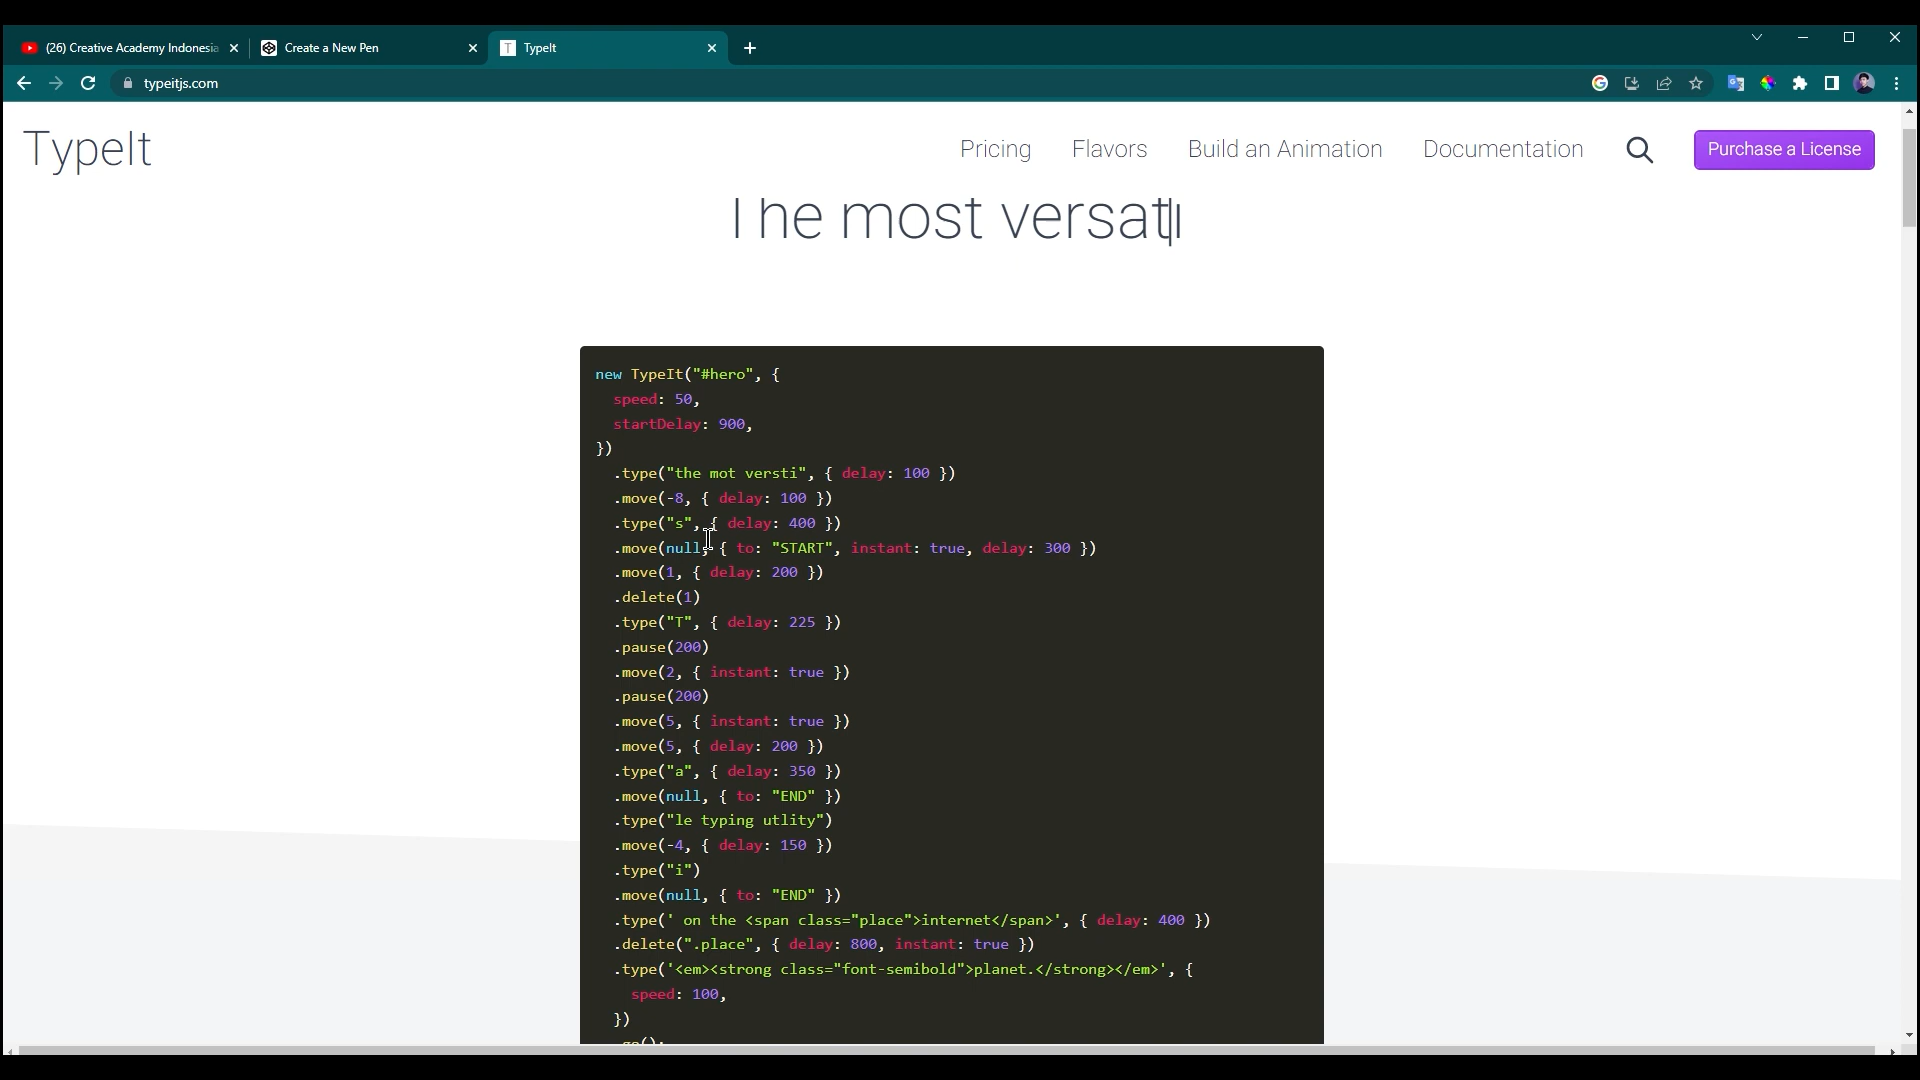 (26) Creative Academy Indonesia
Create a New Pen
TypeIt
typeitjs.com
TypeIt
Pricing
Flavors
Build an Animation
Documentation
Purchase a License
The most versati
new TypeIt("#hero", {
speed: 50,
startDelay: 900,
})
.type("the mot versti", { delay: 100 })
.move(-8, { delay: 100 })
.type("s", { delay: 400 })
.move(null, { to: "START", instant: true, delay: 300 })
.move(1, { delay: 200 })
.delete(1)
.type("T", { delay: 225 })
.pause(200)
.move(2, { instant: true })
.pause(200)
.move(5, { instant: true })
.move(5, { delay: 200 })
.type("a", { delay: 350 })
.move(null, { to: "END" })
.type("le typing utlity")
.move(-4, { delay: 150 })
.type("i")
.move(null, { to: "END" })
.type(' on the <span class="place">internet</span>', { delay: 400 })
.delete(".place", { delay: 800, instant: true })
.type('<em><strong class="font-semibold">planet.</strong></em>', {
speed: 100,
})
.go();